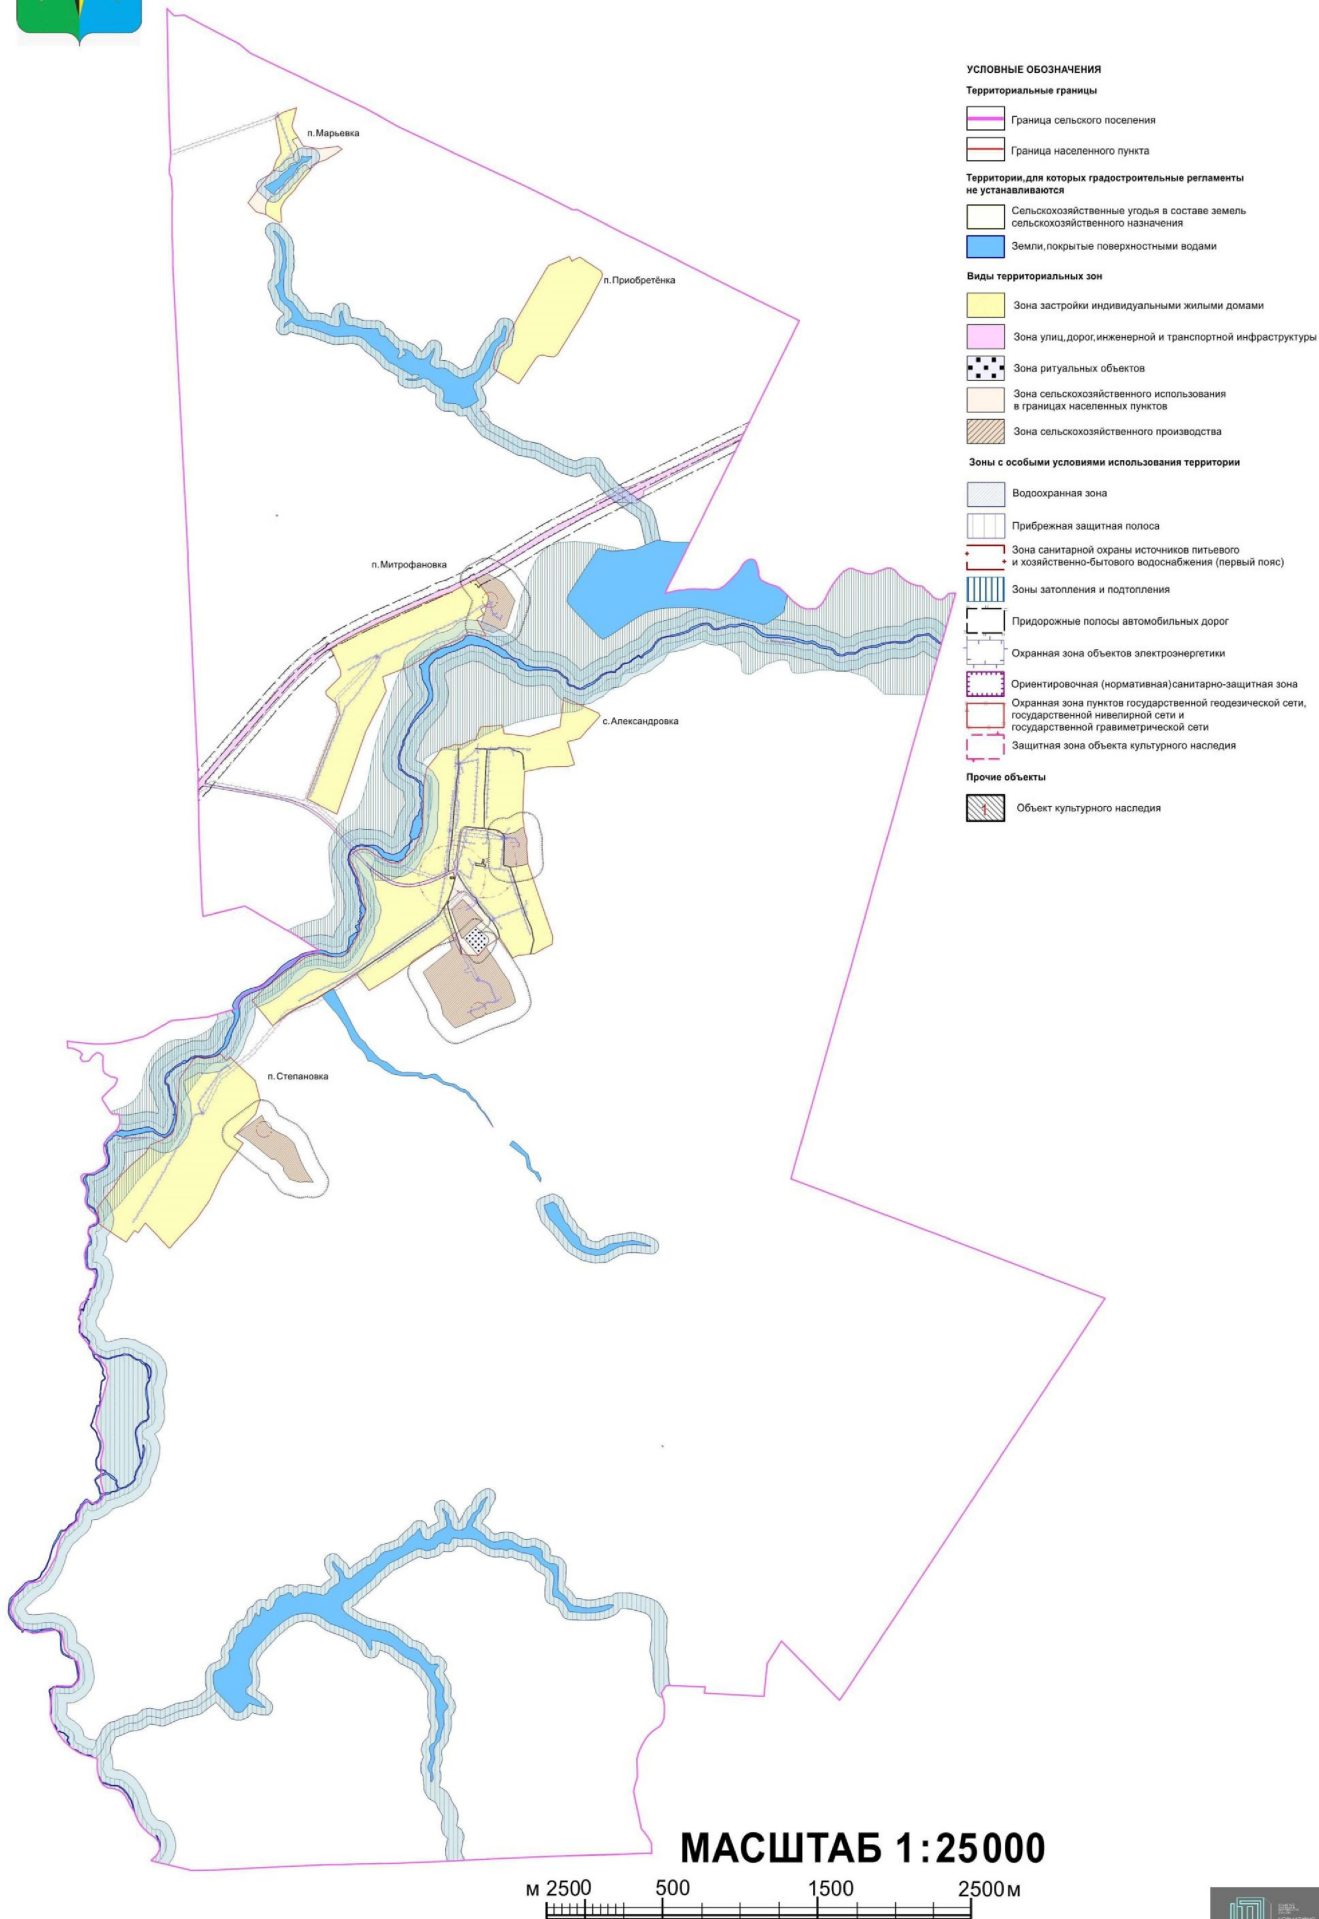 УСЛОВНЫЕ ОБОЗНАЧЕНИЯ
Территориальные границы
Граница сельского поселения
Граница населенного пункта
Территории,для которых градостроительные регламенты
не устанавливаются
Сельскохозяйственные угодья в составе земель
сельскохозяйственного назначения
Земли,покрытые поверхностными водами
Виды территориальных зон
Зона застройки индивидуальными жилыми домами
Зона улиц,дорог,инженерной и транспортной инфраструктуры
Зона ритуальных объектов
Зона сельскохозяйственного использования
в границах населенных пунктов
Зона сельскохозяйственного производства
Зоны с особыми условиями использования территории
Водоохранная зона
Прибрежная защитная полоса
Зона санитарной охраны источников питьевого
и хозяйственно-бытового водоснабжения (первый пояс)
Зоны затопления и подтопления
Придорожные полосы автомобильных дорог
Охранная зона объектов электроэнергетики
Ориентировочная (нормативная)санитарно-защитная зона
Охранная зона пунктов государственной геодезической сети,
государственной нивелирной сети и
государственной гравиметрической сети
Защитная зона объекта культурного наследия
Прочие объекты
1
Объект культурного наследия
п.Марьевка
п.Приобретёнка
п.Митрофановка
с.Александровка
п.Степановка
МАСШТАБ 1:25000
м 2500 500 1500 2500м